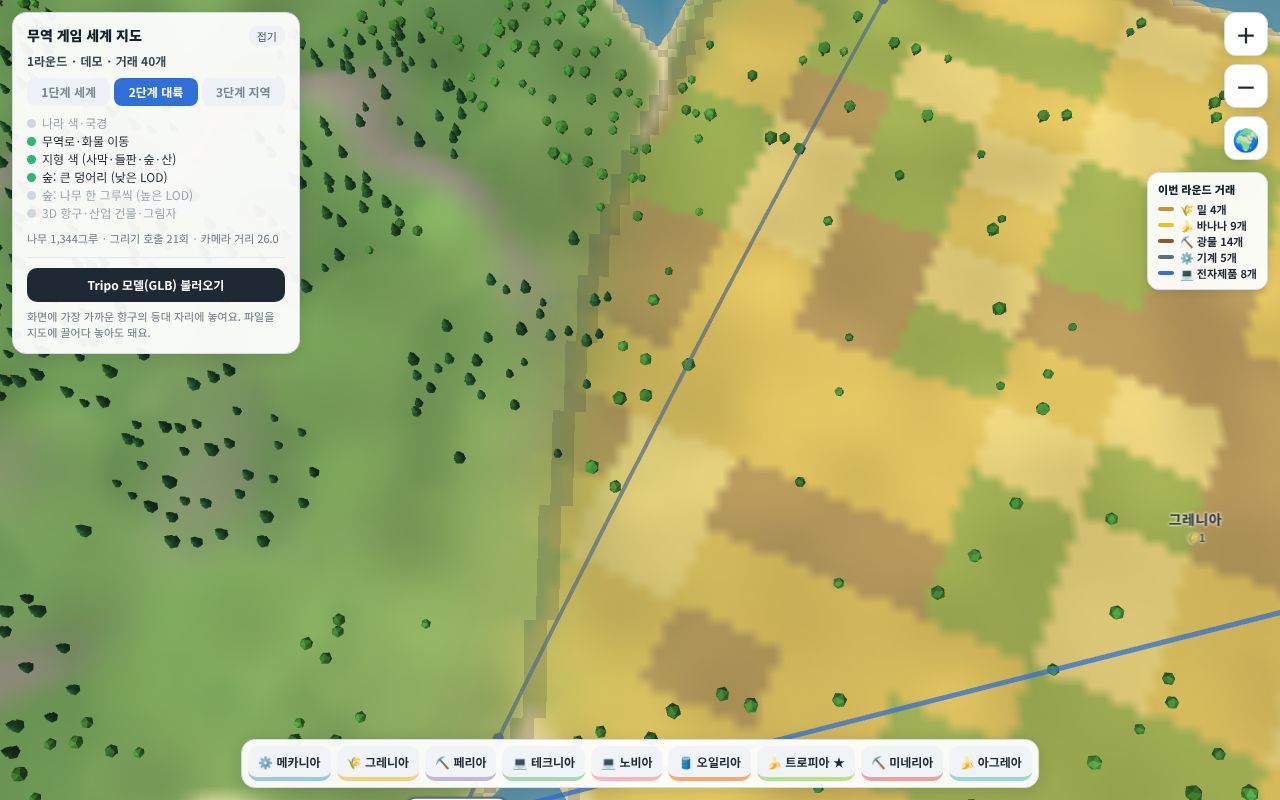 무역 게임 세계 지도
접기
1라운드 · 데모 · 거래 40개
1단계 세계
2단계 대륙
3단계 지역
나라 색·국경
무역로·화물 이동
지형 색 (사막·들판·숲·산)
숲: 큰 덩어리 (낮은 LOD)
숲: 나무 한 그루씩 (높은 LOD)
3D 항구·산업 건물·그림자
나무 1,344그루 · 그리기 호출 21회 · 카메라 거리 26.0
Tripo 모델(GLB) 불러오기
화면에 가장 가까운 항구의 등대 자리에 놓여요. 파일을
지도에 끌어다 놓아도 돼요.
+
−
이번 라운드 거래
밀 4개
바나나 9개
광물 14개
기계 5개
전자제품 8개
그레니아
1
메카니아
그레니아
페리아
테크니아
노비아
오일리아
트로피아 ★
미네리아
아그레아